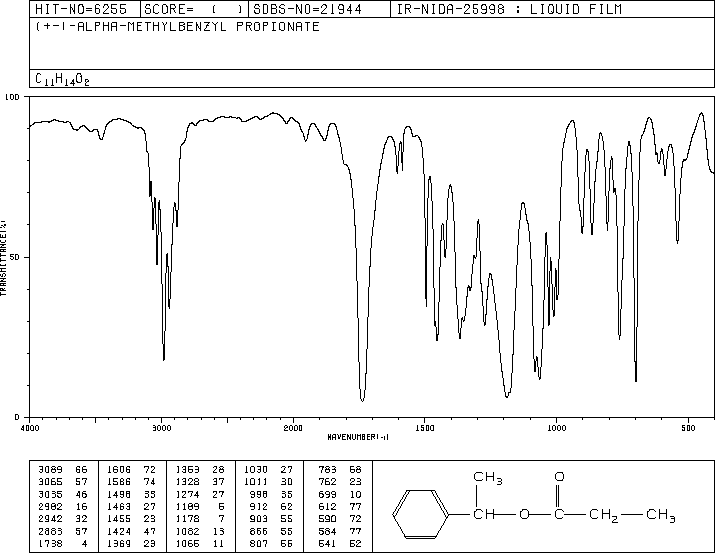 HIT-NO=6255 SCORE= ( ) SDBS-NO=21944 IR-NIDA-25998 : LIQUID FILM
(+-)-ALPHA-METHYLBENZYL PROPIONATE
C11H14O2
100
50
0
TRANSMITTANCE(%)
4000 3000 2000 1500 1000 500
WAVENUMBER(-1)
3089 66 1606 72 1353 28 1030 27 783 68
3065 57 1586 74 1328 37 1011 30 762 23
3035 46 1498 35 1274 27 998 35 699 10
2982 16 1463 27 1189 5 912 62 612 77
2942 32 1455 23 1178 7 903 55 590 72
2883 57 1424 47 1082 13 866 55 584 77
1738 4 1369 23 1066 11 807 55 541 52
CH3
O
CH O C CH2 CH3